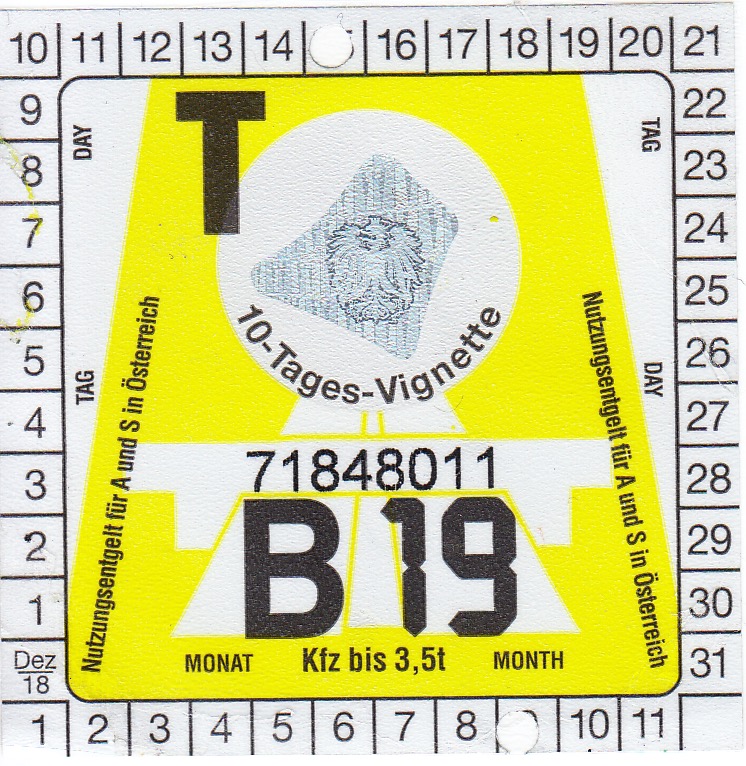 10 11 12 13 14 16 17 18 19 20 21
9
8
7
6
5
4
3
2
1
Dez
18
DAY
TAG
T
TAG
DAY
10-Tages-Vignette
Nutzungsentgelt für A und S in Österreich
Nutzungsentgelt für A und S in Österreich
71848011
B 19
MONAT Kfz bis 3,5t MONTH
22
23
24
25
26
27
28
29
30
31
1 2 3 4 5 6 7 8 10 11